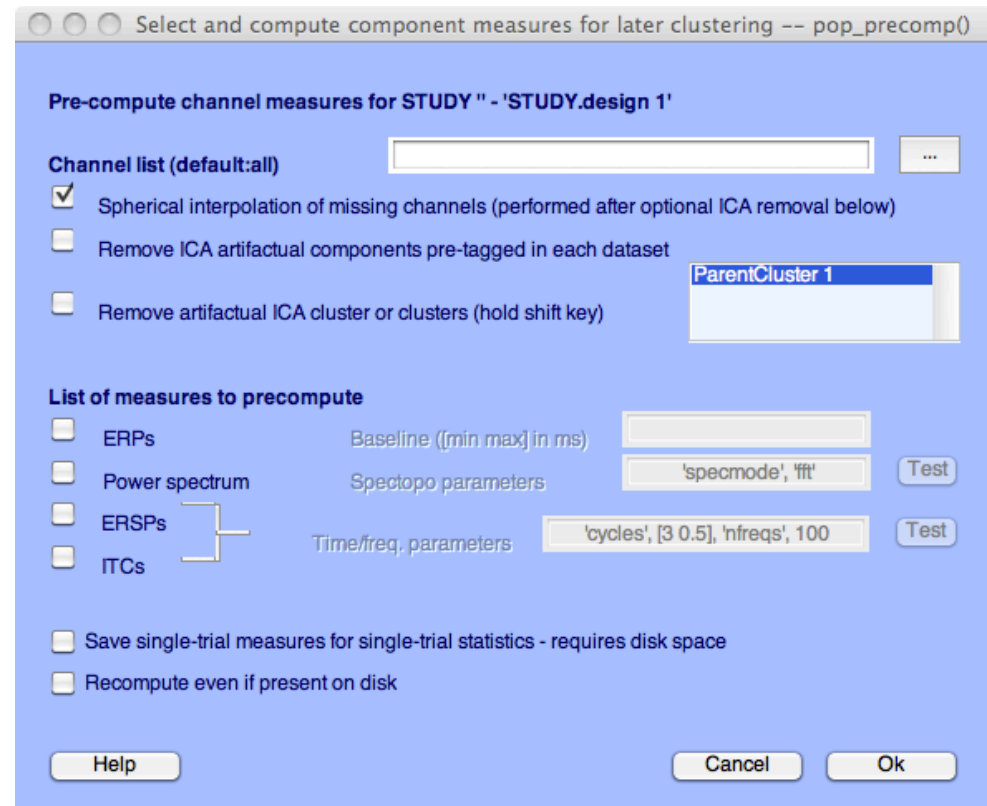 Select and compute component measures for later clustering -- pop_precomp()
Pre-compute channel measures for STUDY '' - 'STUDY.design 1'
Channel list (default:all)
...
Spherical interpolation of missing channels (performed after optional ICA removal below)
Remove ICA artifactual components pre-tagged in each dataset
ParentCluster 1
Remove artifactual ICA cluster or clusters (hold shift key)
List of measures to precompute
ERPs Baseline ([min max] in ms)
Power spectrum Spectopo parameters 'specmode', 'fft' Test
ERSPs
Time/freq. parameters 'cycles', [3 0.5], 'nfreqs', 100 Test
ITCs
Save single-trial measures for single-trial statistics - requires disk space
Recompute even if present on disk
Help Cancel Ok